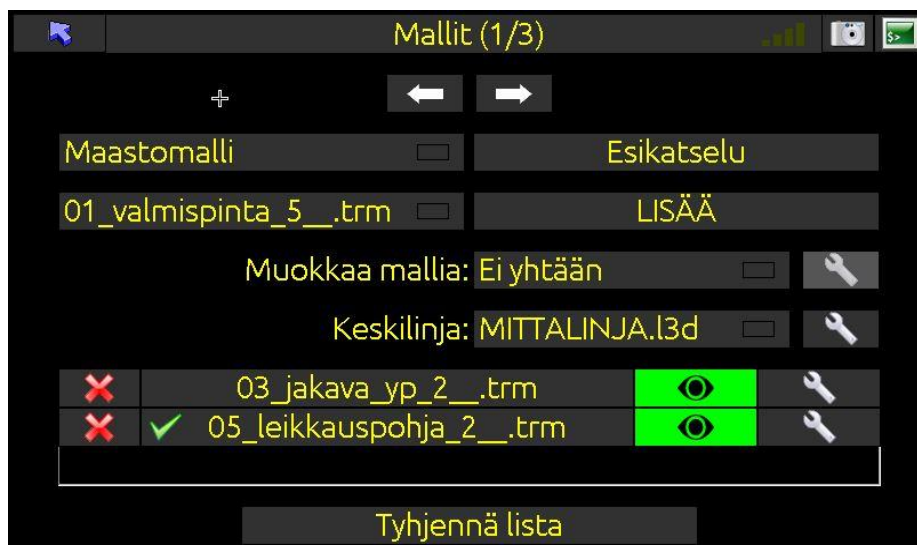 Mallit (1/3)
$>
Maastomalli
Esikatselu
01_valmispinta_5__.trm
LISÄÄ
Muokkaa mallia: Ei yhtään
Keskilinja: MITTALINJA.l3d
03_jakava_yp_2__.trm
05_leikkauspohja_2__.trm
Tyhjennä lista